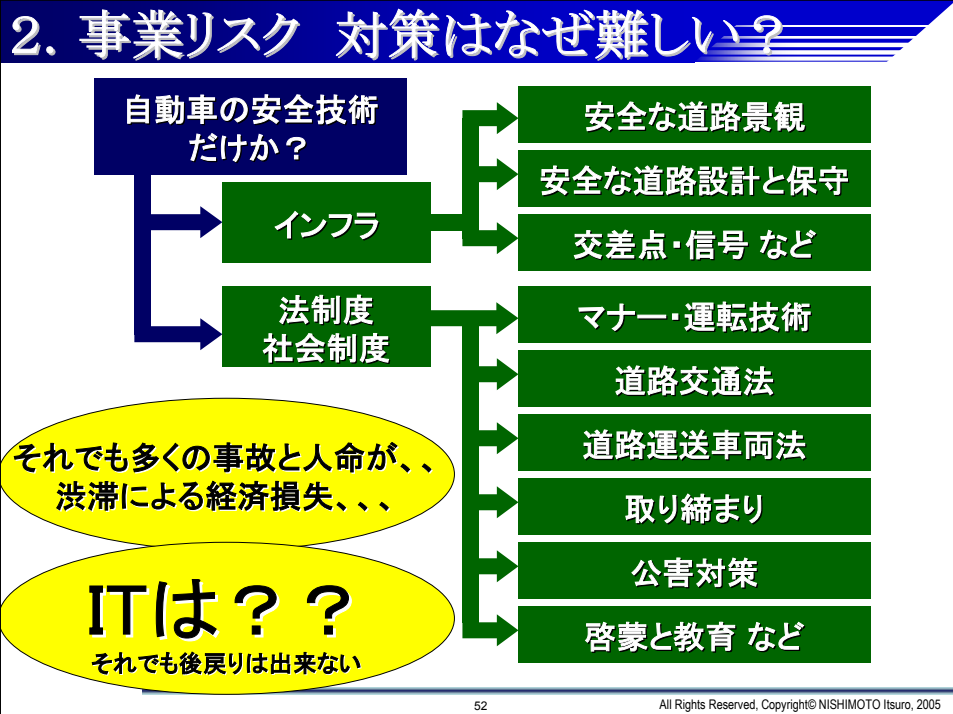 ２．事業リスク　対策はなぜ難しい？
自動車の安全技術
だけか？
インフラ
安全な道路景観
安全な道路設計と保守
交差点・信号 など
法制度
社会制度
マナー・運転技術
道路交通法
道路運送車両法
取り締まり
公害対策
啓蒙と教育 など
それでも多くの事故と人命が、、
渋滞による経済損失、、、
ITは？？
それでも後戻りは出来ない
52
All Rights Reserved, Copyright© NISHIMOTO Itsuro, 2005